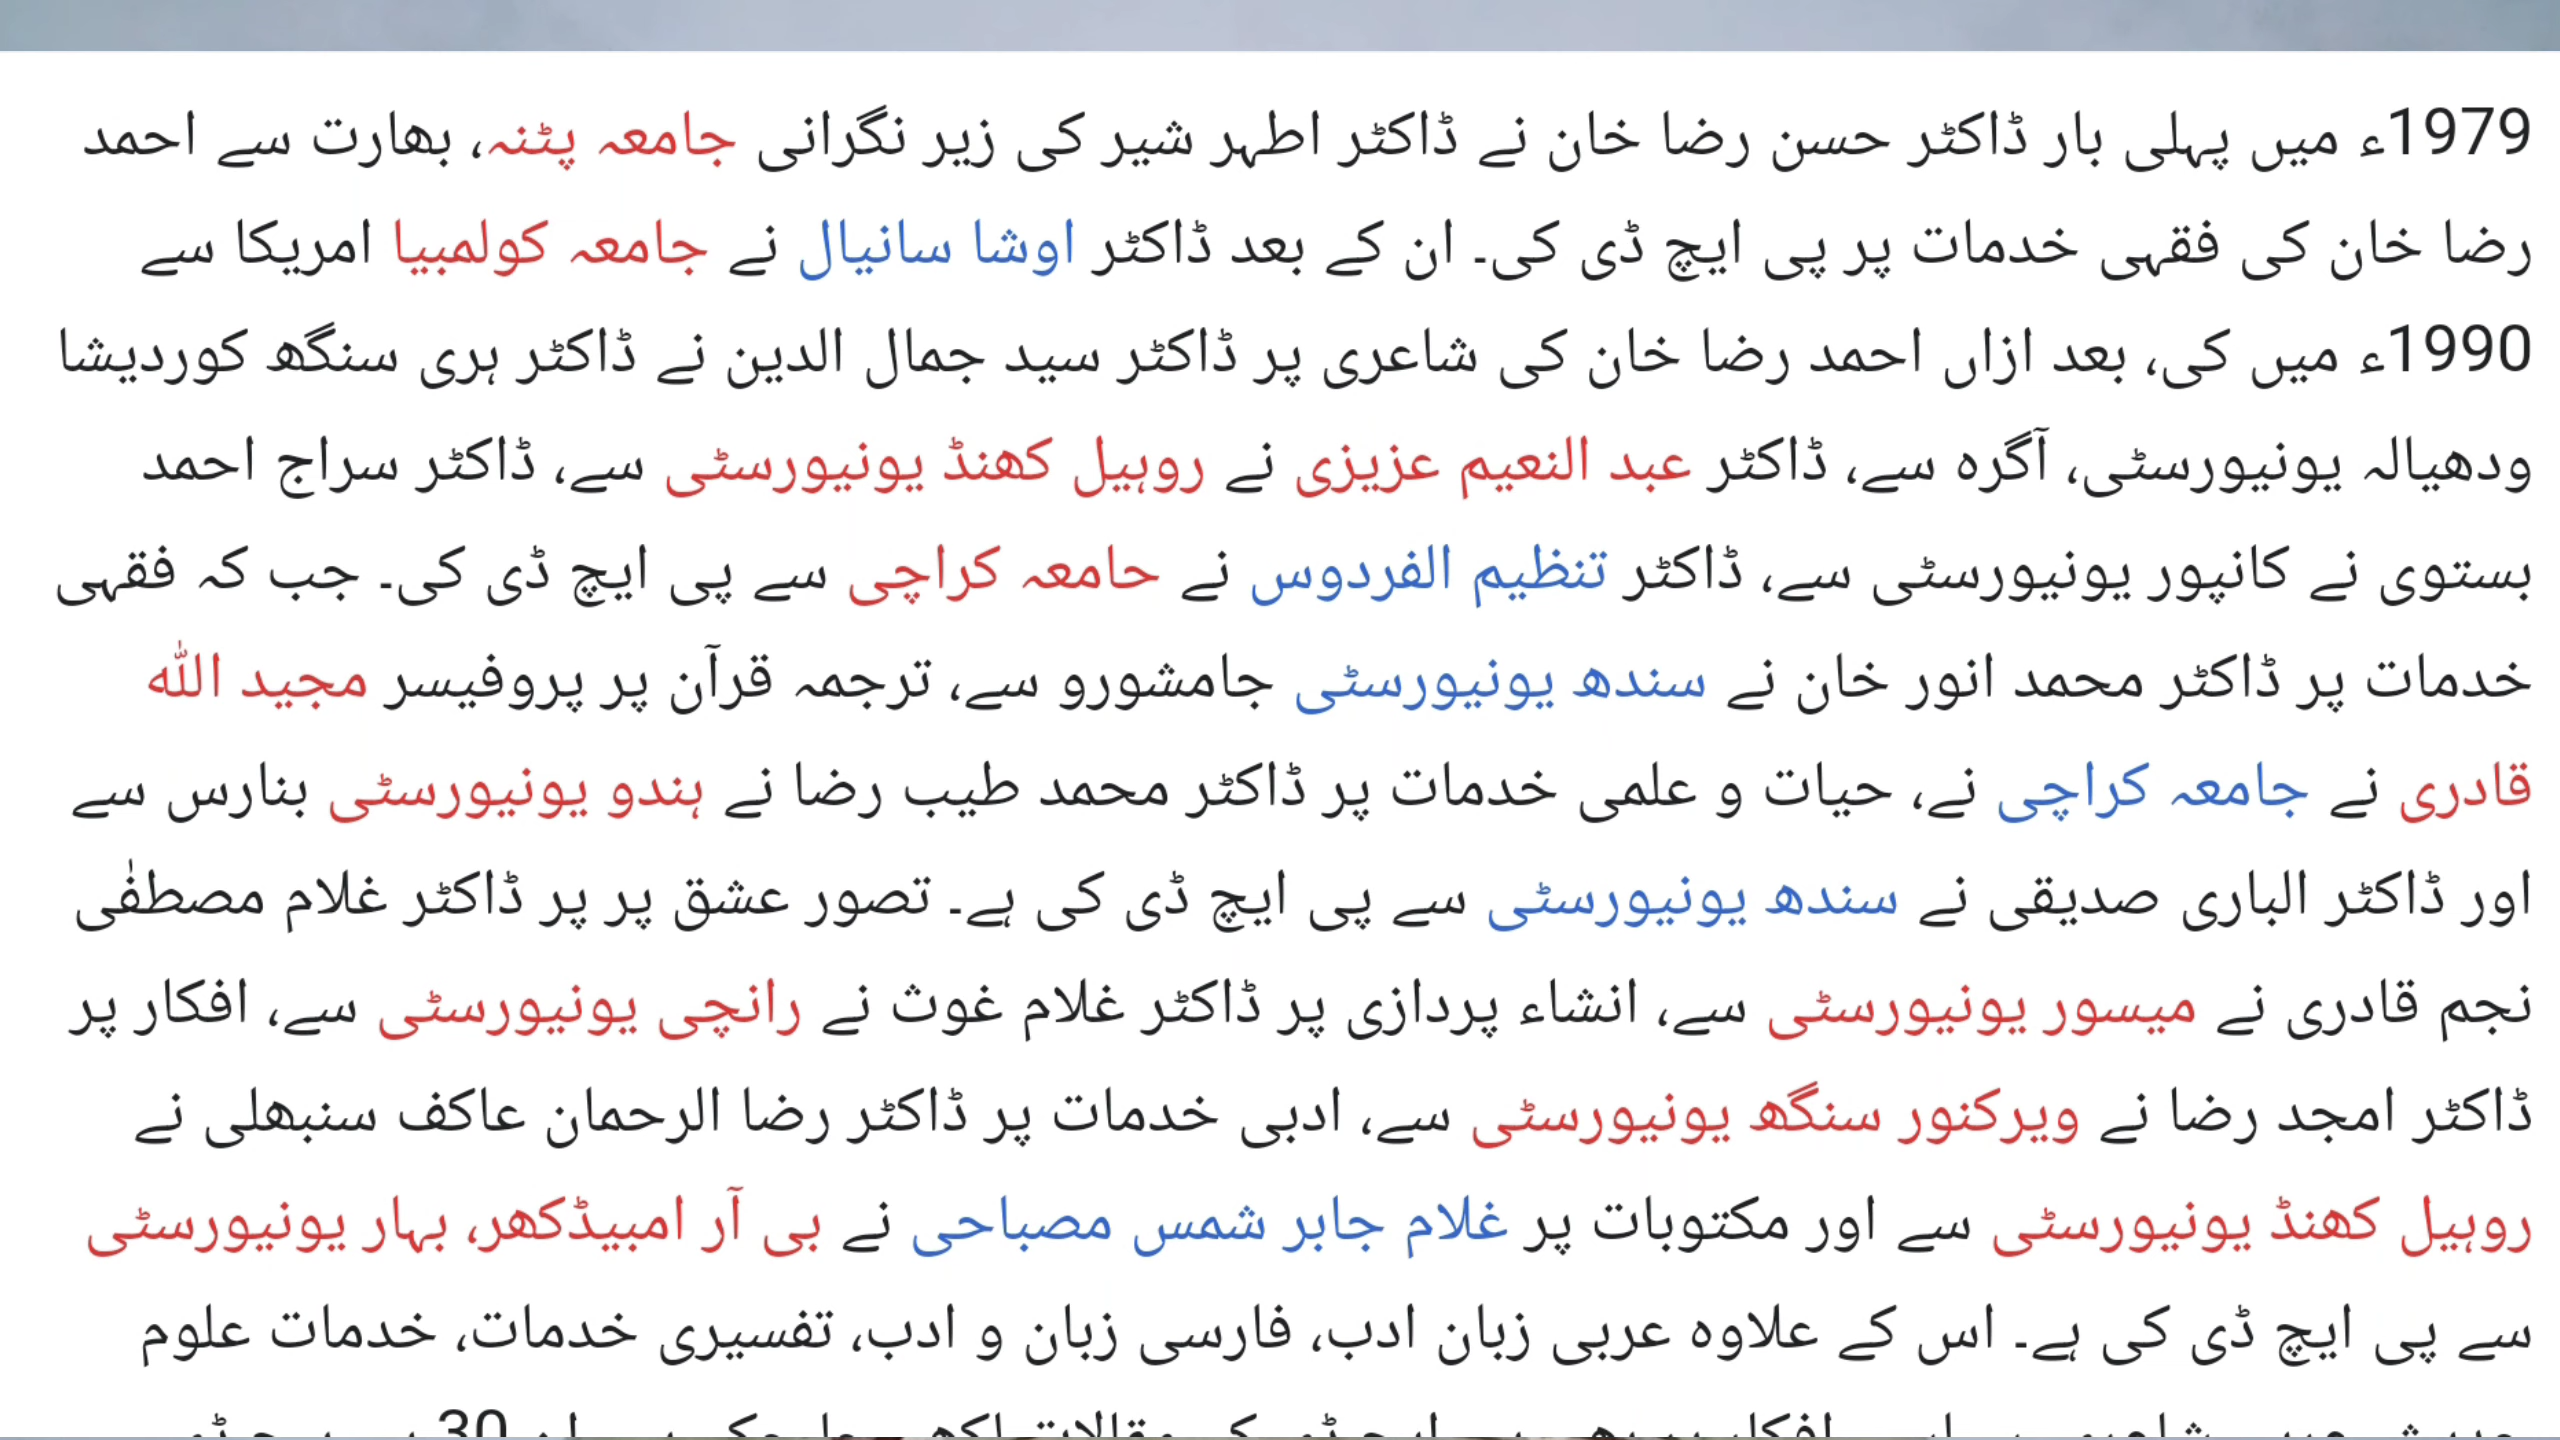 1979ء میں پہلی بار ڈاکٹر حسن رضا خان نے ڈاکٹر اطہر شیر کی زیر نگرانی جامعہ پٹنہ، بھارت سے احمد
رضا خان کی فقہی خدمات پر پی ایچ ڈی کی۔ ان کے بعد ڈاکٹر اوشا سانیال نے جامعہ کولمبیا امریکا سے
1990ء میں کی، بعد ازاں احمد رضا خان کی شاعری پر ڈاکٹر سید جمال الدین نے ڈاکٹر ہری سنگھ کوردیشا
ودھیالہ یونیورسٹی، آگرہ سے، ڈاکٹر عبد النعیم عزیزی نے روہیل کھنڈ یونیورسٹی سے، ڈاکٹر سراج احمد
بستوی نے کانپور یونیورسٹی سے، ڈاکٹر تنظیم الفردوس نے حامعہ کراچی سے پی ایچ ڈی کی۔ جب کہ فقہی
خدمات پر ڈاکٹر محمد انور خان نے سندھ یونیورسٹی جامشورو سے، ترجمہ قرآن پر پروفیسر مجید اللہ
قادری نے جامعہ کراچی نے، حیات و علمی خدمات پر ڈاکٹر محمد طیب رضا نے ہندو یونیورسٹی بنارس سے
اور ڈاکٹر الباری صدیقی نے سندھ یونیورسٹی سے پی ایچ ڈی کی ہے۔ تصور عشق پر پر ڈاکٹر غلام مصطفٰی
نجم قادری نے میسور یونیورسٹی سے، انشاء پردازی پر ڈاکٹر غلام غوث نے رانچی یونیورسٹی سے، افکار پر
ڈاکٹر امجد رضا نے ویرکنور سنگھ یونیورسٹی سے، ادبی خدمات پر ڈاکٹر رضا الرحمان عاکف سنبھلی نے
روہیل کھنڈ یونیورسٹی سے اور مکتوبات پر غلام جابر شمس مصباحی نے بی آر امبیڈکھر، بہار یونیورسٹی
سے پی ایچ ڈی کی ہے۔ اس کے علاوہ عربی زبان ادب، فارسی زبان و ادب، تفسیری خدمات، خدمات علوم